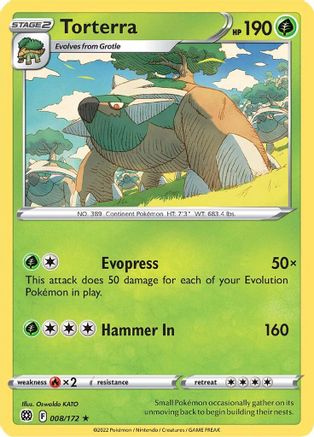 STAGE 2
Torterra
HP 190
Evolves from Grotle
NO. 389 Continent Pokémon HT: 7'3" WT: 683.4 lbs.
Evopress 50×
This attack does 50 damage for each of your Evolution
Pokémon in play.
Hammer In 160
weakness ×2 resistance retreat
Illus. Oswaldo KATO
F 008/172 ★
Small Pokémon occasionally gather on its
unmoving back to begin building their nests.
©2022 Pokémon / Nintendo / Creatures / GAME FREAK